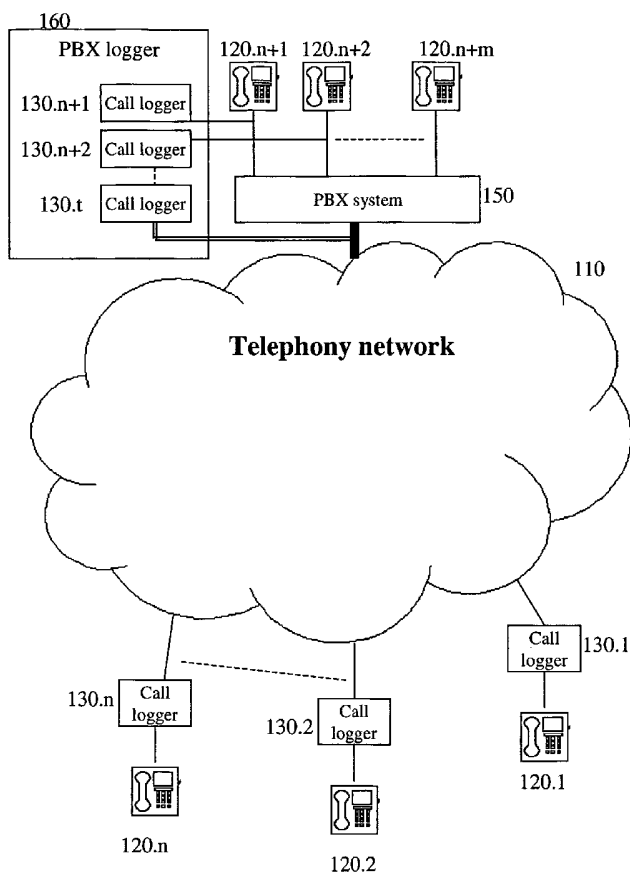 160
PBX logger
120.n+1 120.n+2 120.n+m
130.n+1 Call logger
130.n+2 Call logger
130.t Call logger
PBX system 150
110
Telephony network
Call logger 130.1
130.n Call logger
130.2 Call logger
120.1
120.n
120.2